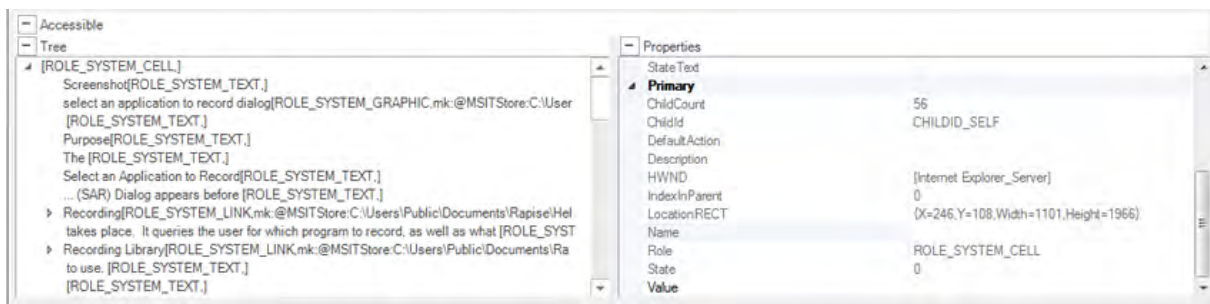 Accessible
Tree
[ROLE_SYSTEM_CELL,]
Screenshot[ROLE_SYSTEM_TEXT,]
select an application to record dialog[ROLE_SYSTEM_GRAPHIC,mk:@MSITStore:C:\User
[ROLE_SYSTEM_TEXT,]
Purpose[ROLE_SYSTEM_TEXT,]
The [ROLE_SYSTEM_TEXT,]
Select an Application to Record[ROLE_SYSTEM_TEXT,]
... (SAR) Dialog appears before [ROLE_SYSTEM_TEXT,]
Recording[ROLE_SYSTEM_LINK,mk:@MSITStore:C:\Users\Public\Documents\Rapise\Hel
takes place. It queries the user for which program to record, as well as what [ROLE_SYST
Recording Library[ROLE_SYSTEM_LINK,mk:@MSITStore:C:\Users\Public\Documents\Ra
to use. [ROLE_SYSTEM_TEXT,]
[ROLE_SYSTEM_TEXT,]
Properties
StateText
Primary
ChildCount 56
ChildId CHILDID_SELF
DefaultAction
Description
HWND [Internet Explorer_Server]
IndexInParent 0
LocationRECT {X=246,Y=108,Width=1101,Height=1966}
Name
Role ROLE_SYSTEM_CELL
State 0
Value